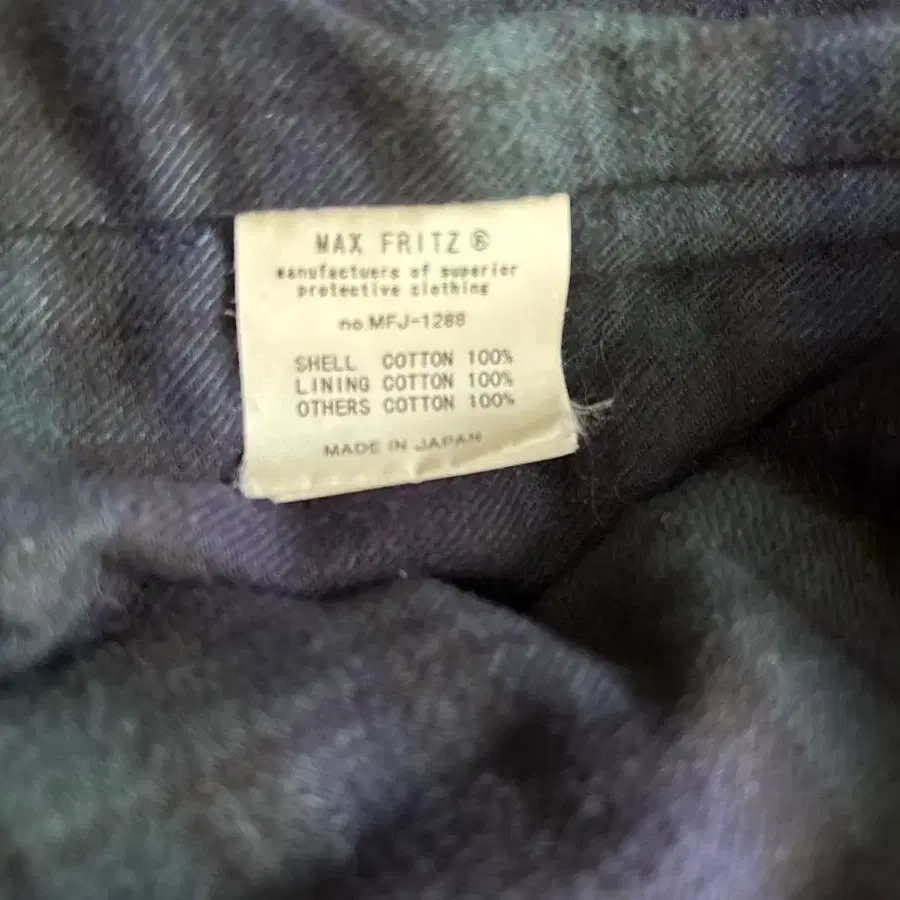 MAX FRITZ®
manufactuers of superior
protective clothing
no.MFJ-1288
SHELL COTTON 100%
LINING COTTON 100%
OTHERS COTTON 100%
MADE IN JAPAN